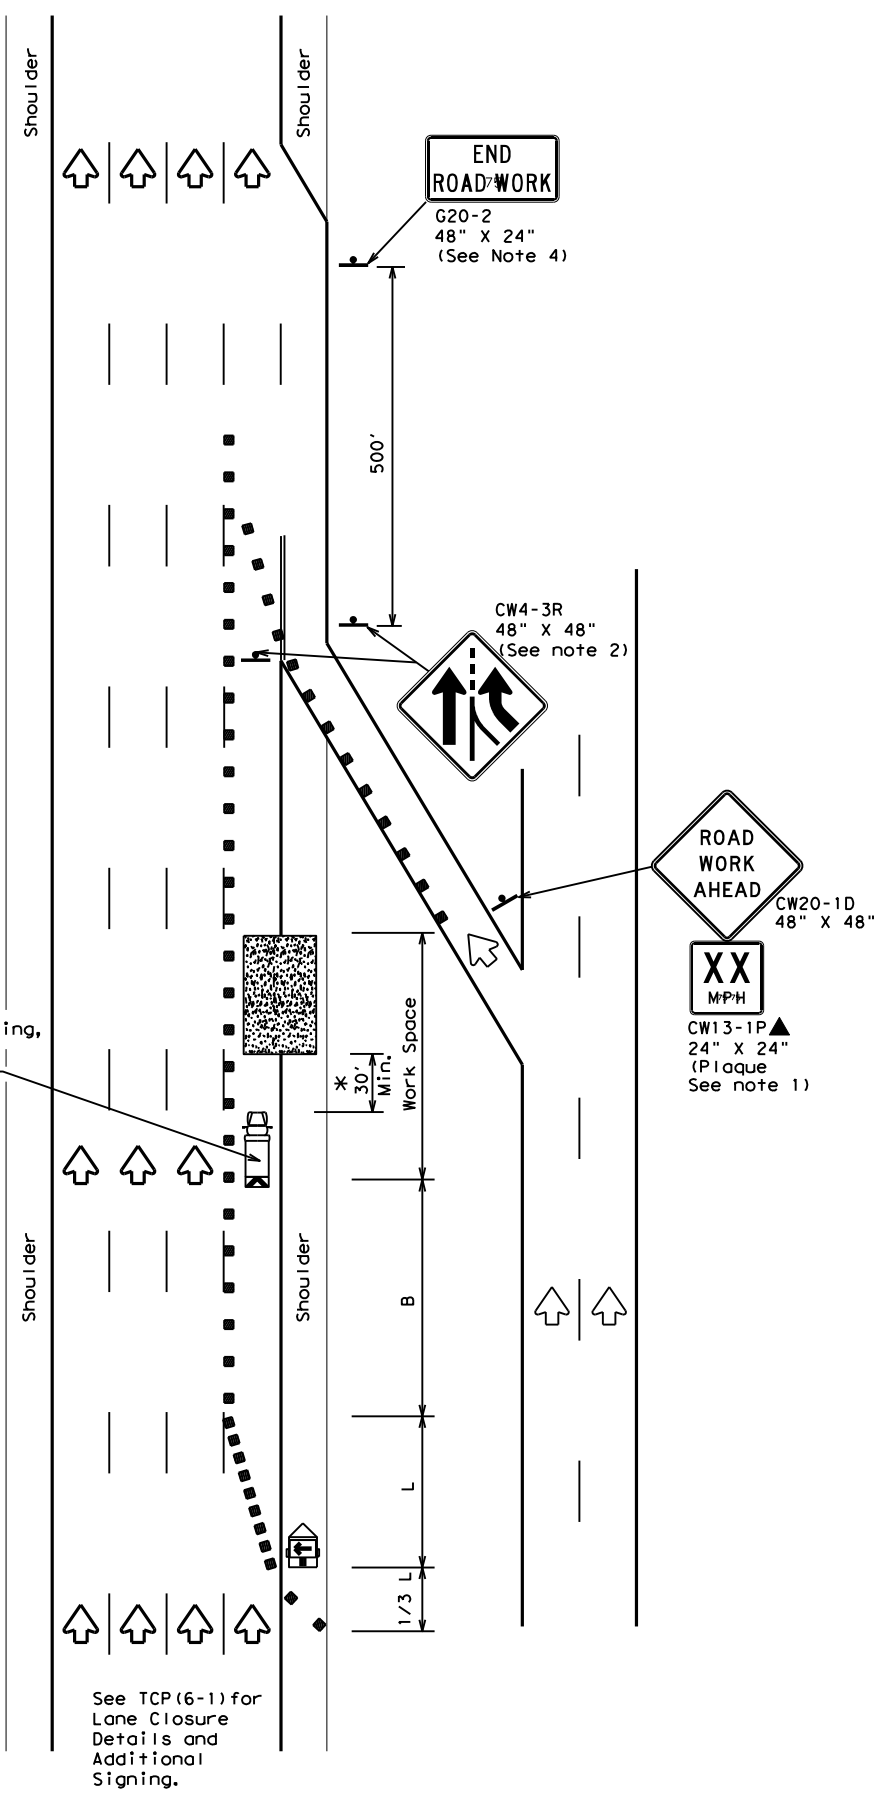 Shoulder
Shoulder
END
ROAD WORK
G20-2
48" X 24"
(See Note 4)
500'
CW4-3R
48" X 48"
(See note 2)
ROAD
WORK
AHEAD
CW20-1D
48" X 48"
XX
MPH
CW13-1P
24" X 24"
(Plaque
See note 1)
ing,
*
30'
Min.
Work Space
Shoulder
Shoulder
B
L
1/3 L
See TCP(6-1)for
Lane Closure
Details and
Additional
Signing.